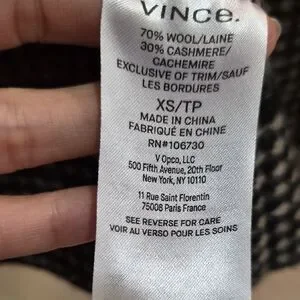 VINCE.
70% WOOL/LAINE
30% CASHMERE/
CACHEMIRE
EXCLUSIVE OF TRIM/SAUF
LES BORDURES
XS/TP
MADE IN CHINA
FABRIQUÉ EN CHINE
RN#106730
V Opco, LLC
500 Fifth Avenue, 20th Floor
New York, NY 10110
11 Rue Saint Florentin
75008 Paris France
SEE REVERSE FOR CARE
VOIR AU VERSO POUR LES SOINS